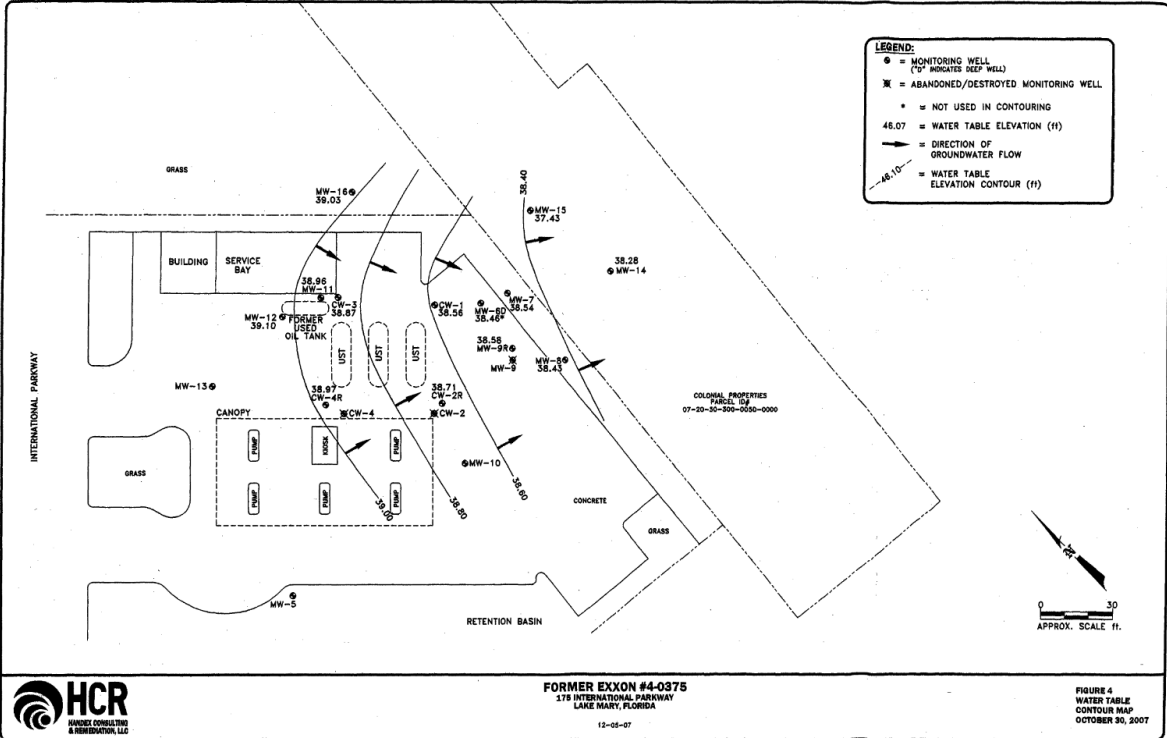 LEGEND:
= MONITORING WELL
("D" INDICATES DEEP WELL)
= ABANDONED/DESTROYED MONITORING WELL
* = NOT USED IN CONTOURING
46.07 = WATER TABLE ELEVATION (ft)
= DIRECTION OF
GROUNDWATER FLOW
46.10 = WATER TABLE
ELEVATION CONTOUR (ft)
GRASS
MW-16
39.03
38.40
MW-15
37.43
BUILDING
SERVICE
BAY
38.28
MW-14
38.96
MW-11
CW-3
38.87
MW-12
39.10
FORMER
USED
OIL TANK
CW-1
38.56
MW-6D
38.46*
MW-7
38.54
38.58
MW-9R
MW-9
MW-8
38.43
UST
UST
UST
MW-13
38.97
CW-4R
CW-4
38.71
CW-2R
CW-2
COLONIAL PROPERTIES
PARCEL ID#
07-20-30-300-0050-0000
INTERNATIONAL PARKWAY
CANOPY
PUMP
KIOSK
PUMP
MW-10
GRASS
PUMP
PUMP
PUMP
39.00
38.80
38.60
CONCRETE
GRASS
MW-5
RETENTION BASIN
N
0 30
APPROX. SCALE ft.
HCR
HANDEX CONSULTING
& REMEDIATION, LLC
FORMER EXXON #4-0375
175 INTERNATIONAL PARKWAY
LAKE MARY, FLORIDA
12-05-07
FIGURE 4
WATER TABLE
CONTOUR MAP
OCTOBER 30, 2007